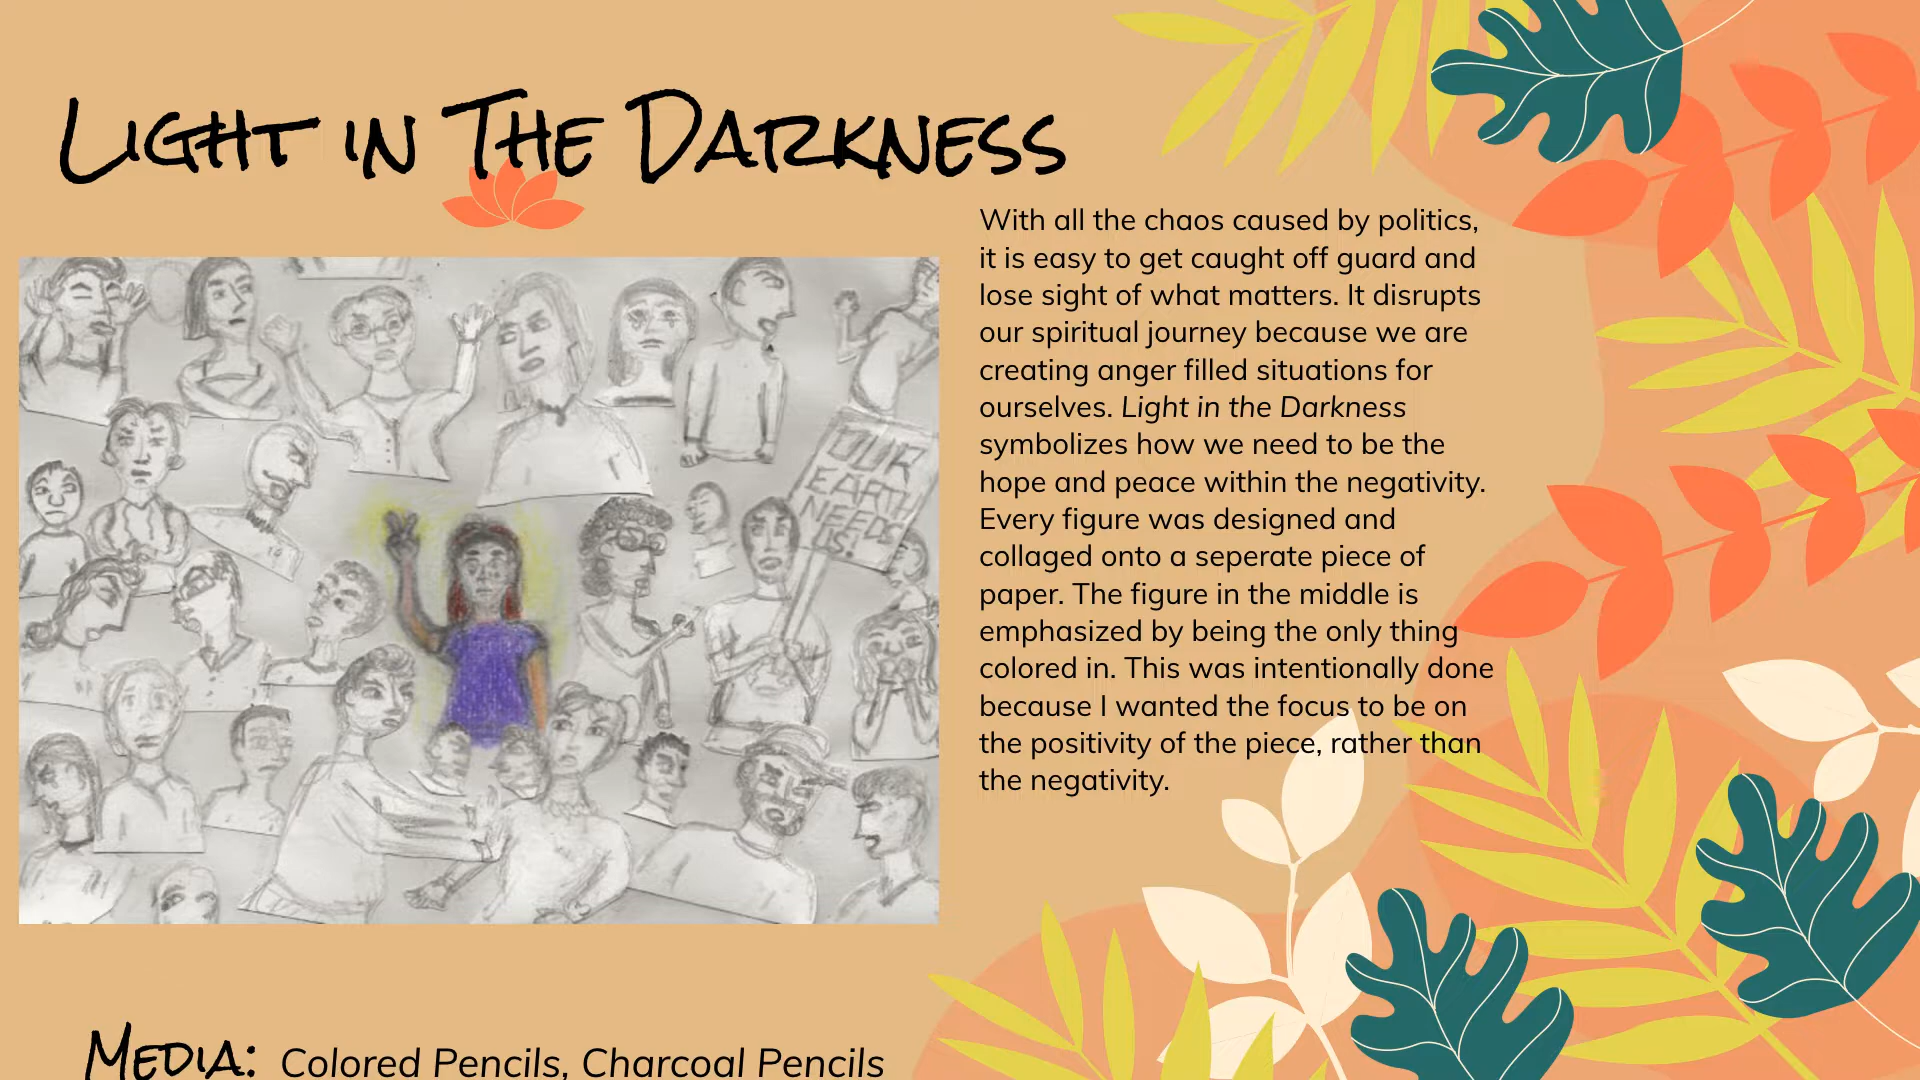 Light in The Darkness
With all the chaos caused by politics,
it is easy to get caught off guard and
lose sight of what matters. It disrupts
our spiritual journey because we are
creating anger filled situations for
ourselves. Light in the Darkness
symbolizes how we need to be the
hope and peace within the negativity.
Every figure was designed and
collaged onto a seperate piece of
paper. The figure in the middle is
emphasized by being the only thing
colored in. This was intentionally done
because I wanted the focus to be on
the positivity of the piece, rather than
the negativity.
OUR
EARTH
NEEDS
US!
Media: Colored Pencils, Charcoal Pencils